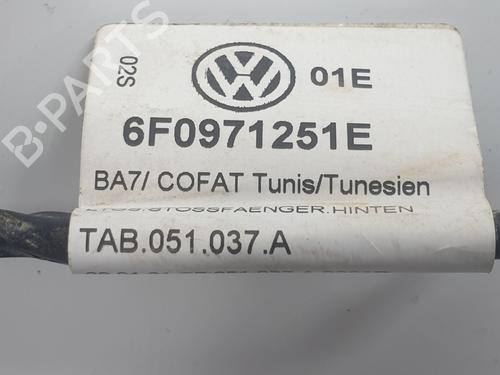 02S
01E
6F0971251E
BA7/ COFAT Tunis/Tunesien
STOSSFAENGER.HINTEN
TAB.051.037.A
B-PARTS